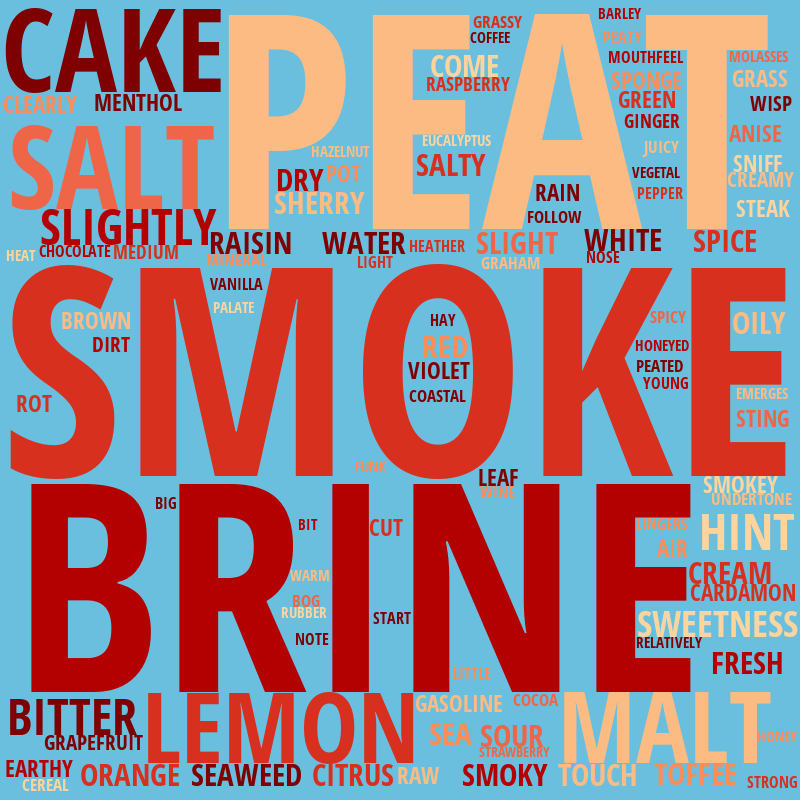 CAKE
PEAT
GRASSY
COFFEE
BARLEY
PEATY
MOUTHFEEL
MOLASSES
COME
RASPBERRY
SPONGE
GRASS
CLEARLY
MENTHOL
GREEN
WISP
GINGER
SALT
ANISE
EUCALYPTUS
HAZELNUT
JUICY
SALTY
SNIFF
DRY
POT
VEGETAL
CREAMY
SHERRY
RAIN
PEPPER
FOLLOW
STEAK
SLIGHTLY
RAISIN
WATER
HEATHER
SLIGHT
WHITE
SPICE
HEAT
CHOCOLATE
MEDIUM
MINERAL
LIGHT
GRAHAM
NOSE
SMOKE
VANILLA
PALATE
BROWN
DIRT
HAY
RED
VIOLET
COASTAL
SPICY
OILY
HONEYED
PEATED
YOUNG
EMERGES
ROT
STING
FUNK
LEAF
WINE
SMOKEY
UNDERTONE
BRINE
BIG
BIT
CUT
LINGERS
HINT
AIR
WARM
CREAM
BOG
RUBBER
CARDAMON
START
SWEETNESS
NOTE
RELATIVELY
LITTLE
FRESH
BITTER
LEMON
GASOLINE
COCOA
MALT
GRAPEFRUIT
SEA
SOUR
STRAWBERRY
HONEY
EARTHY
CEREAL
ORANGE
SEAWEED
CITRUS
RAW
SMOKY
TOUCH
TOFFEE
STRONG